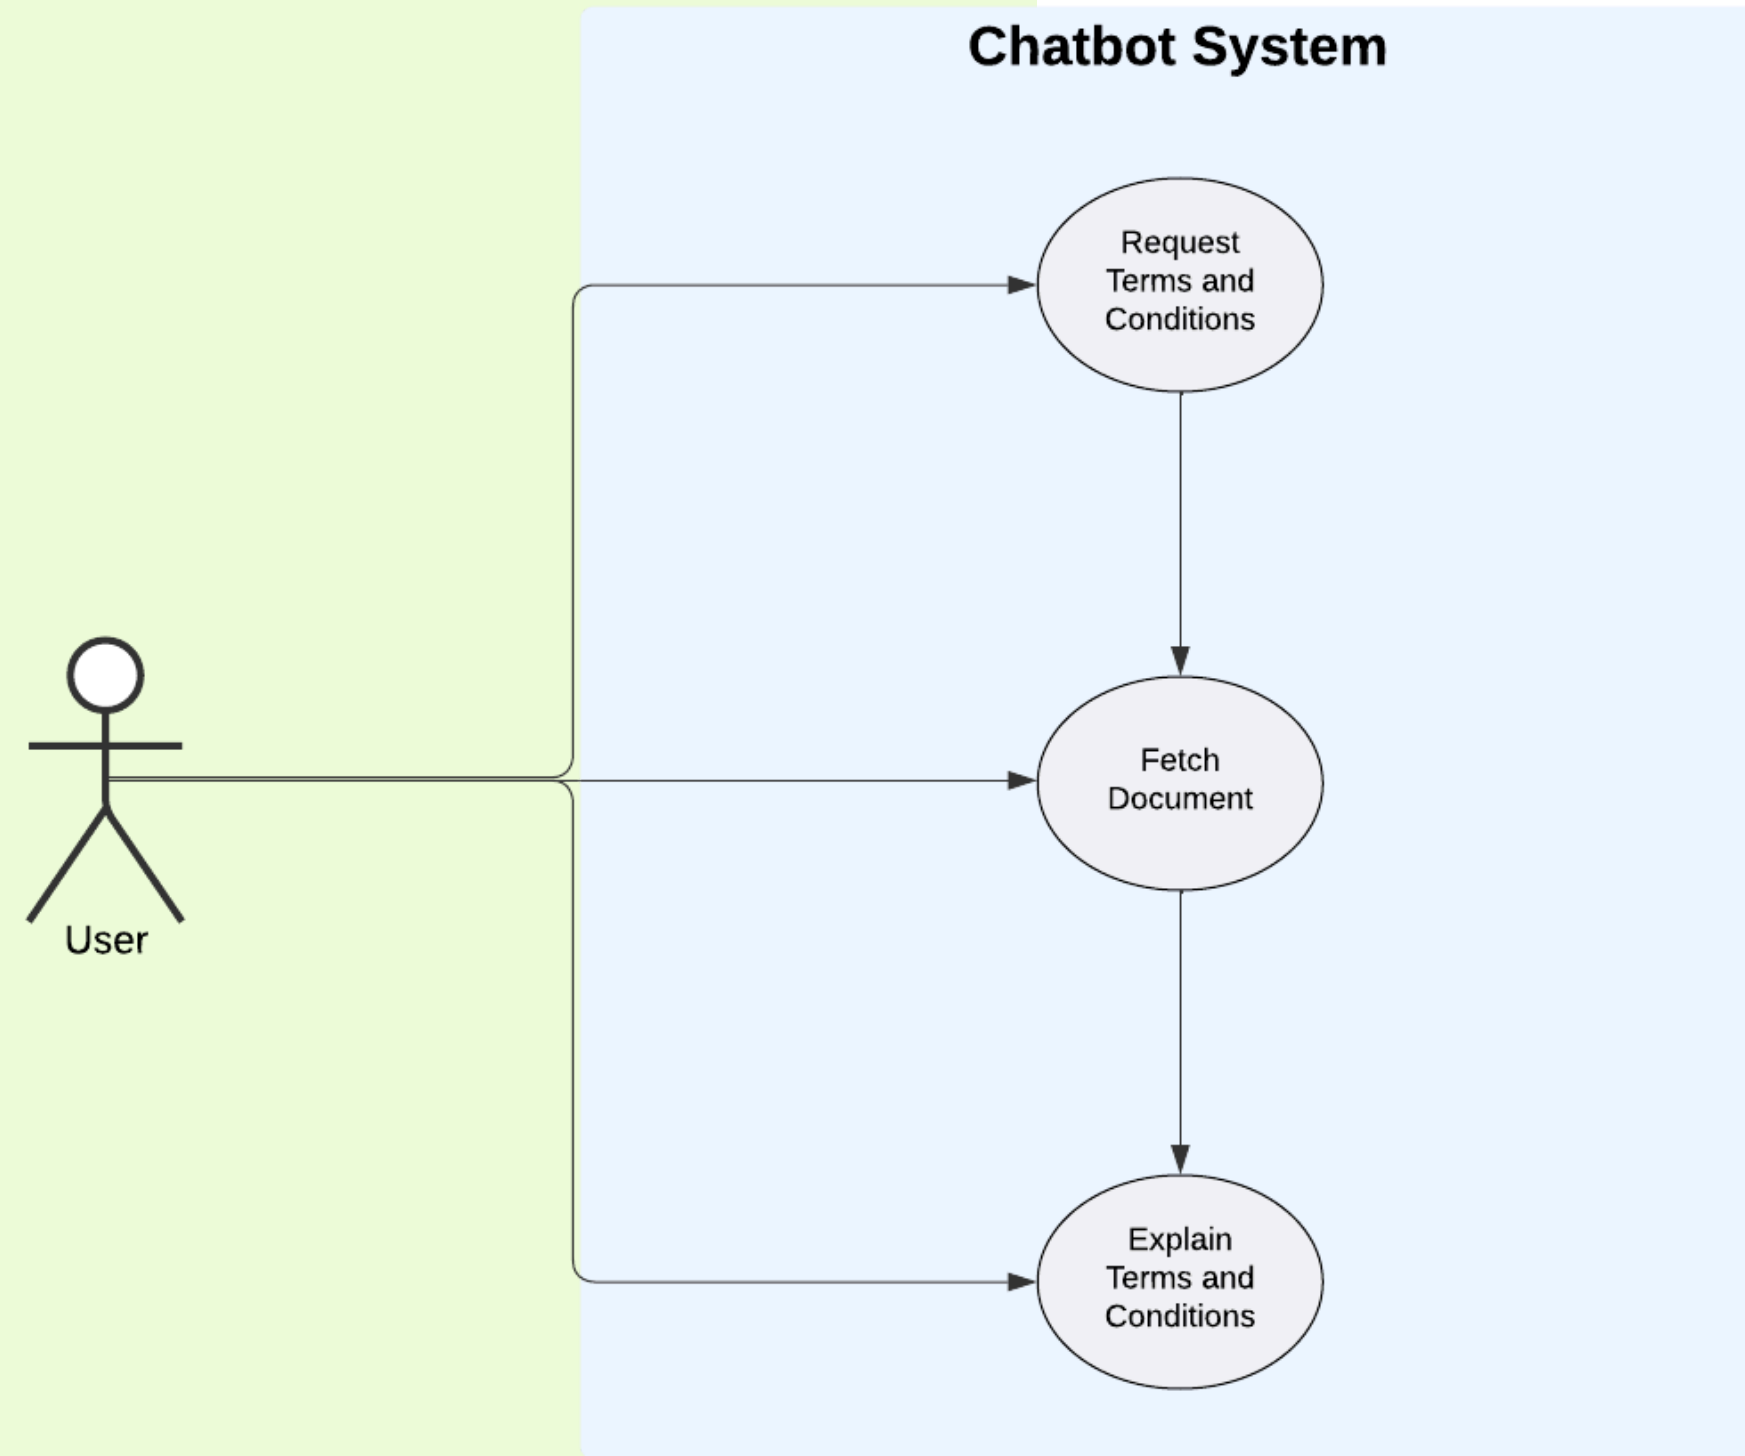 Chatbot System
Request
Terms and
Conditions
Fetch
Document
User
Explain
Terms and
Conditions